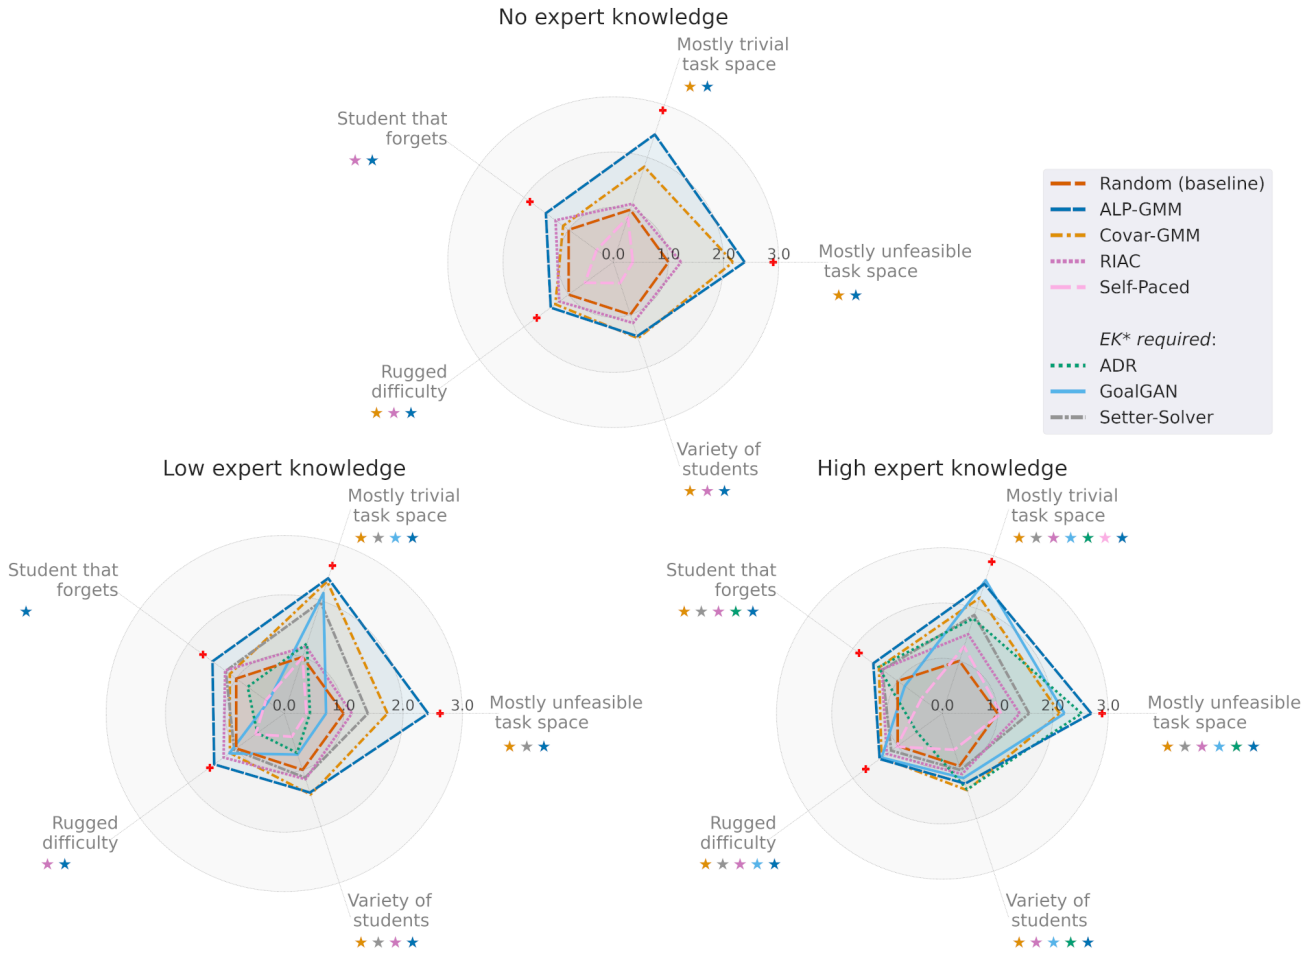 No expert knowledge
Mostly trivial
task space
Student that
forgets
0.0
1.0
2.0
3.0
Mostly unfeasible
task space
Rugged
difficulty
Variety of
students
Random (baseline)
ALP-GMM
Covar-GMM
RIAC
Self-Paced
EK* required:
ADR
GoalGAN
Setter-Solver
Low expert knowledge
Mostly trivial
task space
Student that
forgets
0.0
1.0
2.0
3.0
Mostly unfeasible
task space
Rugged
difficulty
Variety of
students
High expert knowledge
Mostly trivial
task space
Student that
forgets
0.0
1.0
2.0
3.0
Mostly unfeasible
task space
Rugged
difficulty
Variety of
students